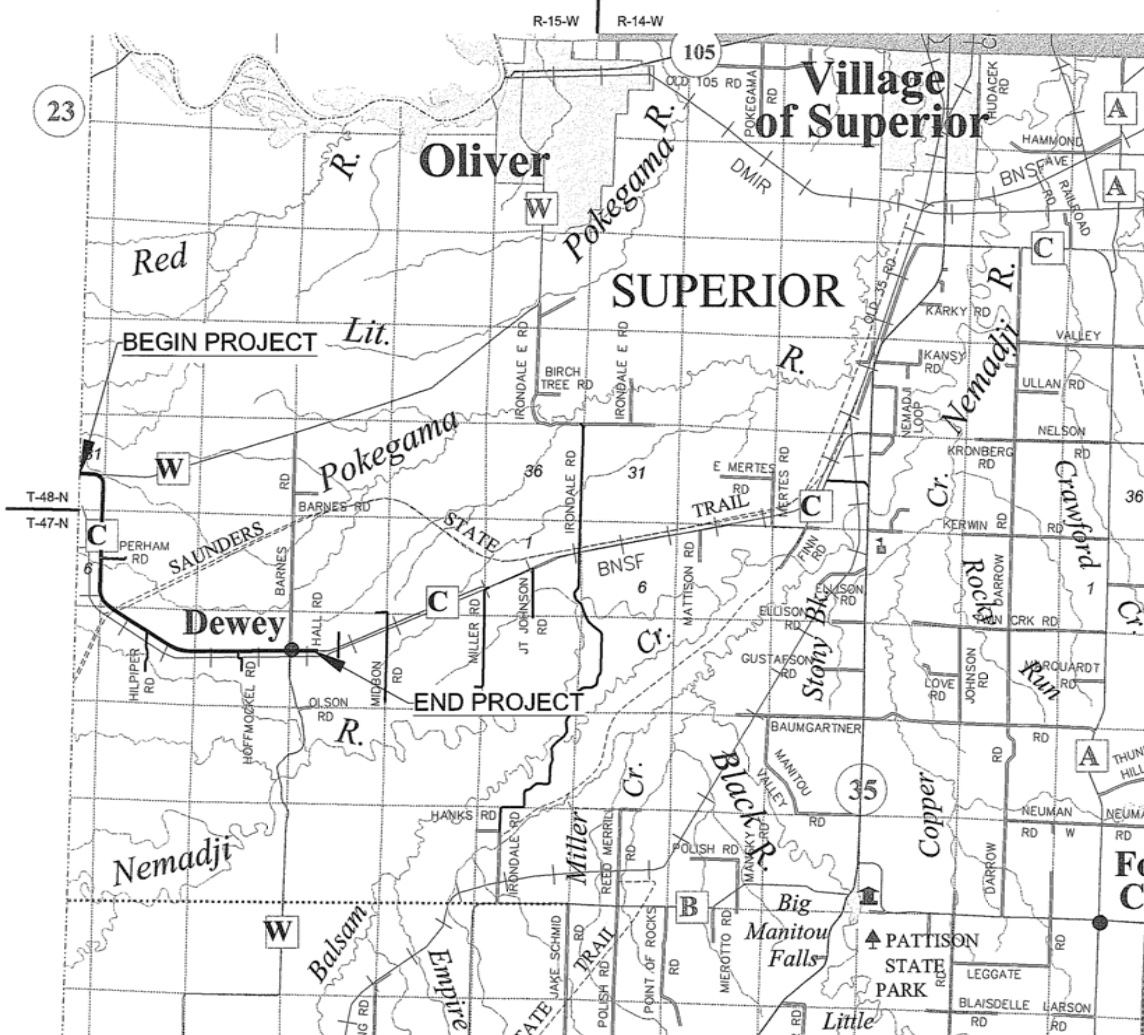 R-15-W
R-14-W
105
OLD 105 RD
POKEGAMA
RD
Village
of Superior
RD
23
R.
Oliver
Pokegama R.
DMIR
HAMMOND
AVE
BNSF
RAILROAD
RD
A
A
W
C
Red
SUPERIOR
OLD 35 RD
R.
KARKY RD
BEGIN PROJECT
Lit.
IRONDALE E RD
IRONDALE E RD
R.
VALLEY
BIRCH
TREE RD
KANSY
RD
Nemadji
ULLAN RD
NEMADJI
LOOP
Pokegama
NELSON
KRONBERG
RD
31
W
RD
36
31
E MERTES
RD
MERTES RD
Cr.
Crawford
36
T-48-N
T-47-N
BARNES RD
IRONDALE RD
TRAIL
C
C
SAUNDERS
STATE
KERWIN
RD
RD
PERHAM
RD
1
BNSF
MATTISON RD
FINN
RD
6
BARNES
6
ELLISON
RD
Rocky
DARROW
1
C
HALL RD
MILLER RD
JT JOHNSON
RD
ELLISON
RD
Cr.
Dewey
Cr.
Stony Bk.
CRK RD
HILPIPER
RD
HOFFMOCKEL RD
MIDBON
RD
GUSTAFSON
RD
LOVE
RD
JOHNSON
RD
MARQUARDT
RD
Run
END PROJECT
OLSON
RD
R.
BAUMGARTNER
RD
RD
A
Cr.
Black
R.
VALLEY
MANITOU
RD
35
Copper
HANKS RD
IRONDALE RD
Miller
REED MERRILL
RD
POLISH RD
NEUMAN
RD
W
RD
Nemadji
DARROW
B
Big
Manitou
Falls
W
Balsam
Empire
JAKE SCHMID
RD
TRAIL
POLISH RD
POINT OF ROCKS
RD
MIEROTTO RD
PATTISON
STATE
PARK
RD
LEGGATE
BLAISDELLE
RD
LARSON
RD
RD
Little